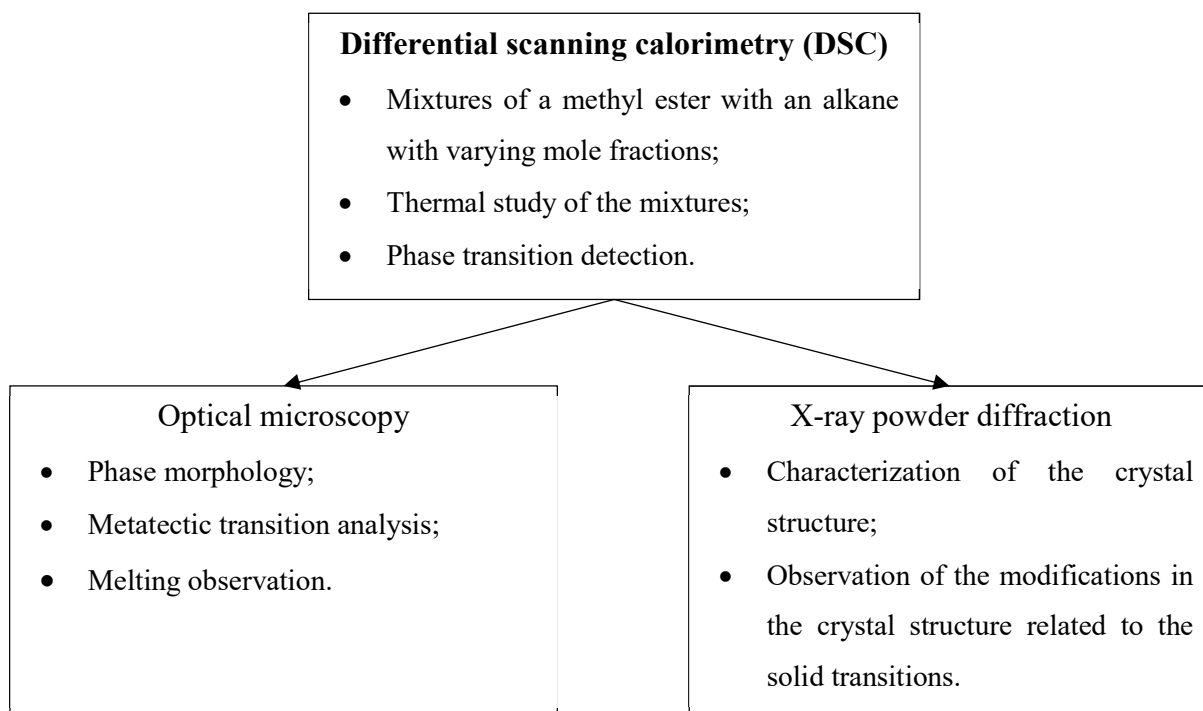 Differential scanning calorimetry (DSC)
• Mixtures of a methyl ester with an alkane
with varying mole fractions;
• Thermal study of the mixtures;
• Phase transition detection.
Optical microscopy
• Phase morphology;
• Metatectic transition analysis;
• Melting observation.
X-ray powder diffraction
• Characterization of the crystal
structure;
• Observation of the modifications in
the crystal structure related to the
solid transitions.